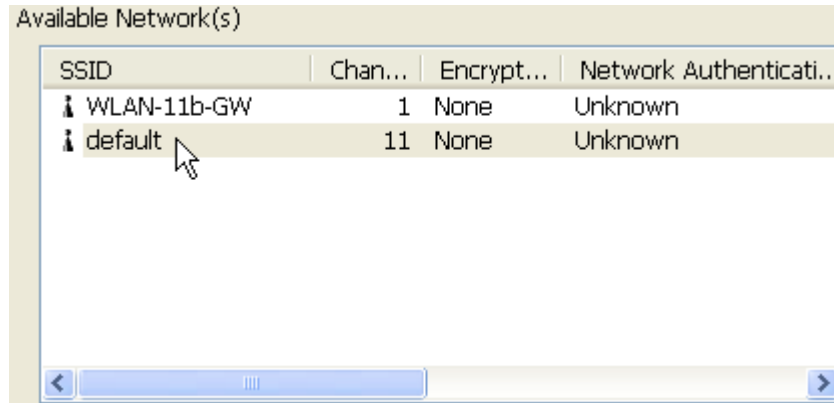 Available Network(s)
SSID Chan... Encrypt... Network Authenticati...
WLAN-11b-GW 1 None Unknown
default 11 None Unknown